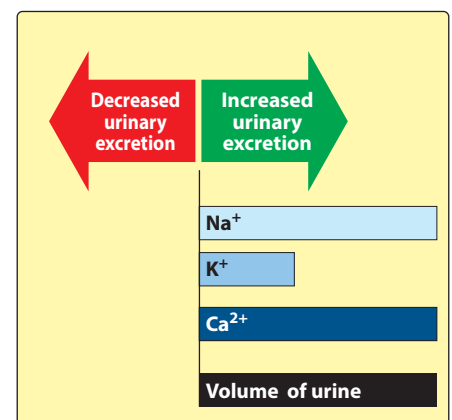 Decreased
urinary
excretion
Increased
urinary
excretion
Na⁺
K⁺
Ca²⁺
Volume of urine